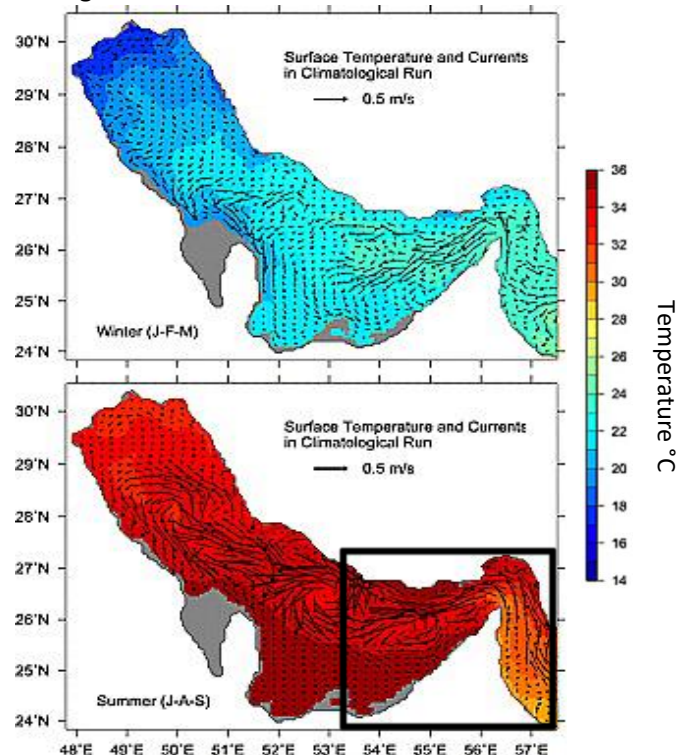 30˚N
29˚N
28˚N
27˚N
26˚N
25˚N
24˚N
Surface Temperature and Currents
in Climatological Run
0.5 m/s
Winter (J-F-M)
30˚N
29˚N
28˚N
27˚N
26˚N
25˚N
24˚N
Surface Temperature and Currents
in Climatological Run
0.5 m/s
Summer (J-A-S)
48˚E 49˚E 50˚E 51˚E 52˚E 53˚E 54˚E 55˚E 56˚E 57˚E
36
34
32
30
28
26
24
22
20
18
16
14
Temperature ˚C